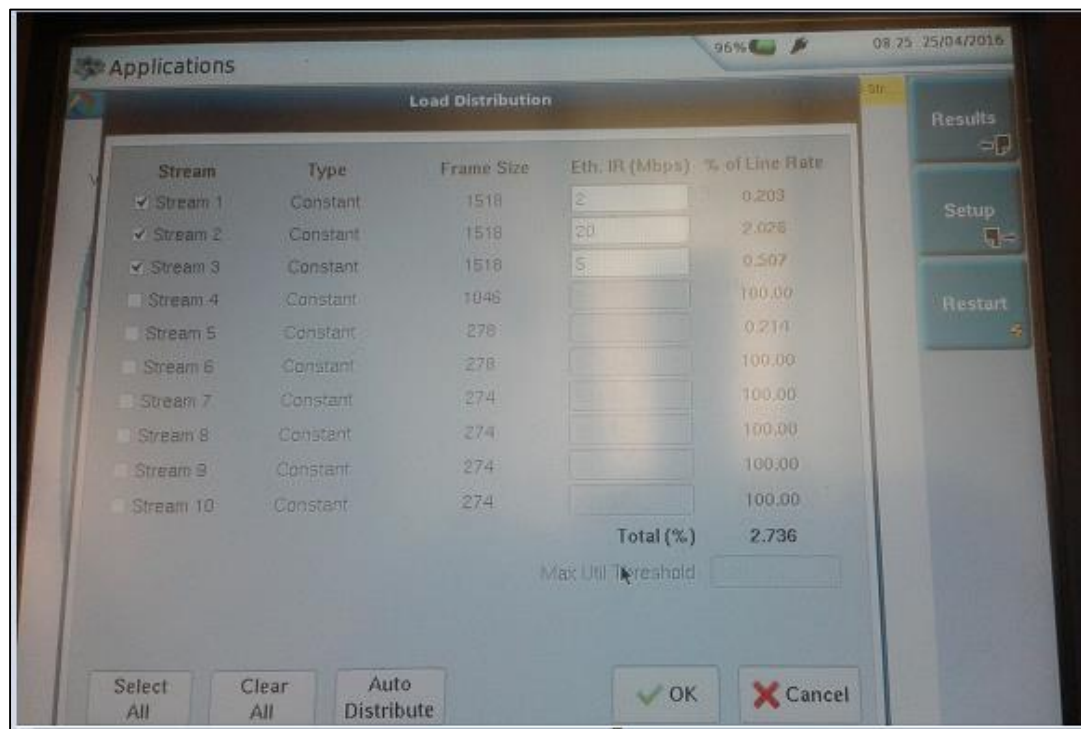 96% 08:25 25/04/2016
Applications
Load Distribution
Str...
Results
Setup
Restart
Stream Type Frame Size Eth. IR (Mbps) % of Line Rate
Stream 1 Constant 1518 2 0.203
Stream 2 Constant 1518 20 2.028
Stream 3 Constant 1518 5 0.507
Stream 4 Constant 1046 100.00
Stream 5 Constant 278 0.214
Stream 6 Constant 278 100.00
Stream 7 Constant 274 100.00
Stream 8 Constant 274 100.00
Stream 9 Constant 274 100.00
Stream 10 Constant 274 100.00
Total (%) 2.736
Max Util Threshold
Select All
Clear All
Auto Distribute
OK
Cancel